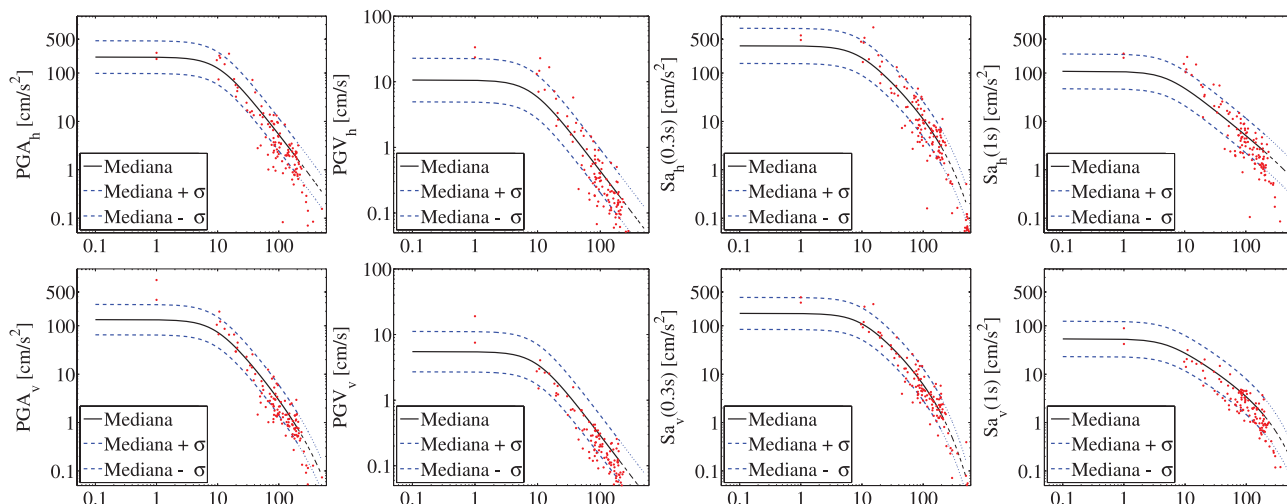 PGA_h [cm/s^2]
500
100
10
1
0.1
Mediana
Mediana + σ
Mediana - σ
0.1 1 10 100
PGV_h [cm/s]
100
10
1
0.1
Mediana
Mediana + σ
Mediana - σ
0.1 1 10 100
Sa_h(0.3s) [cm/s^2]
500
100
10
1
0.1
Mediana
Mediana + σ
Mediana - σ
0.1 1 10 100
Sa_h(1s) [cm/s^2]
500
100
10
1
0.1
Mediana
Mediana + σ
Mediana - σ
0.1 1 10 100
PGA_v [cm/s^2]
500
100
10
1
0.1
Mediana
Mediana + σ
Mediana - σ
0.1 1 10 100
PGV_v [cm/s]
100
10
1
0.1
Mediana
Mediana + σ
Mediana - σ
0.1 1 10 100
Sa_v(0.3s) [cm/s^2]
500
100
10
1
0.1
Mediana
Mediana + σ
Mediana - σ
0.1 1 10 100
Sa_v(1s) [cm/s^2]
500
100
10
1
0.1
Mediana
Mediana + σ
Mediana - σ
0.1 1 10 100